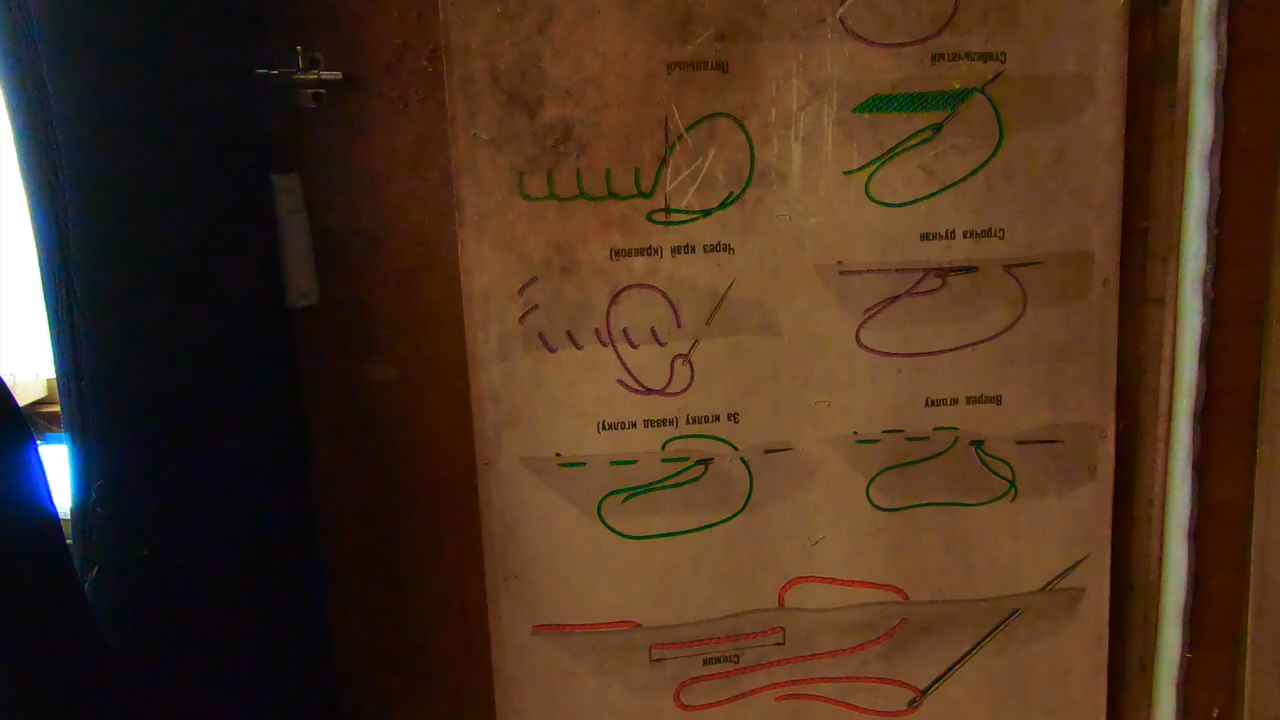 Стежок
Вперед иголку
За иголку (назад иголку)
Строчка ручная
Через край (краевой)
Стебельчатый
Петельный